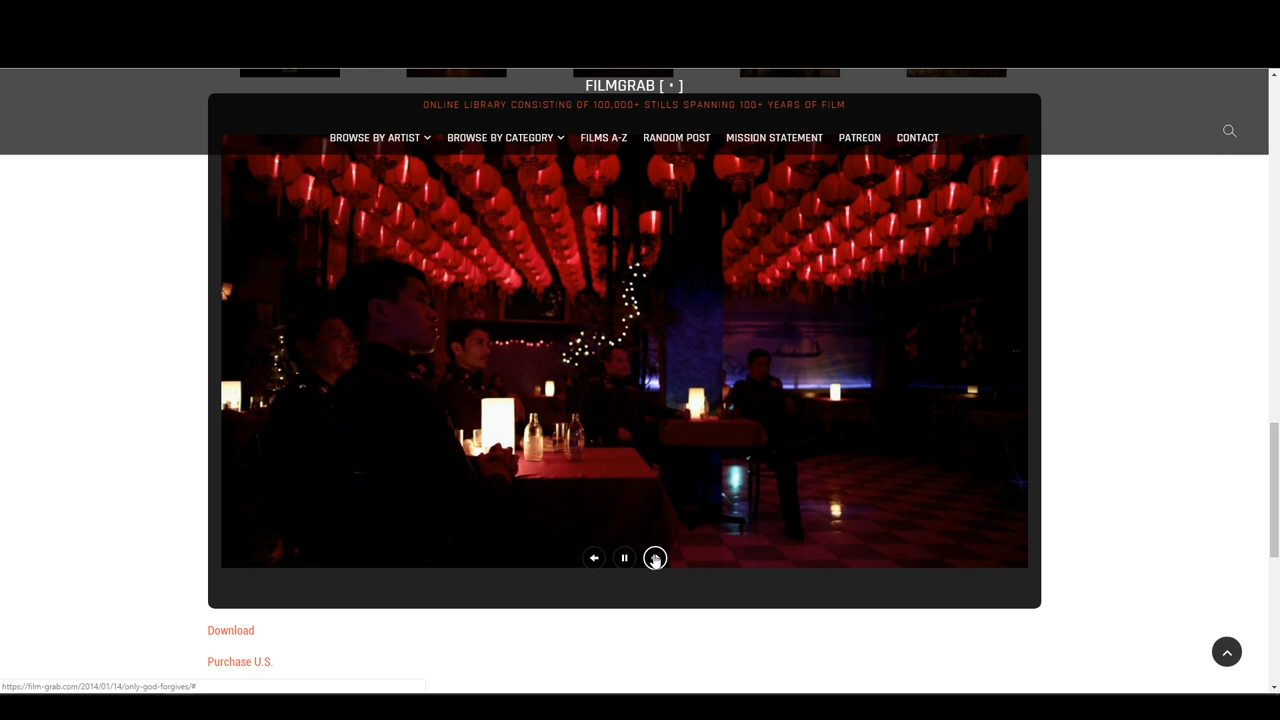 FILMGRAB [ • ]
ONLINE LIBRARY CONSISTING OF 100,000+ STILLS SPANNING 100+ YEARS OF FILM
BROWSE BY ARTIST BROWSE BY CATEGORY FILMS A-Z RANDOM POST MISSION STATEMENT PATREON CONTACT
Download
Purchase U.S.
https://film-grab.com/2014/01/14/only-god-forgives/#